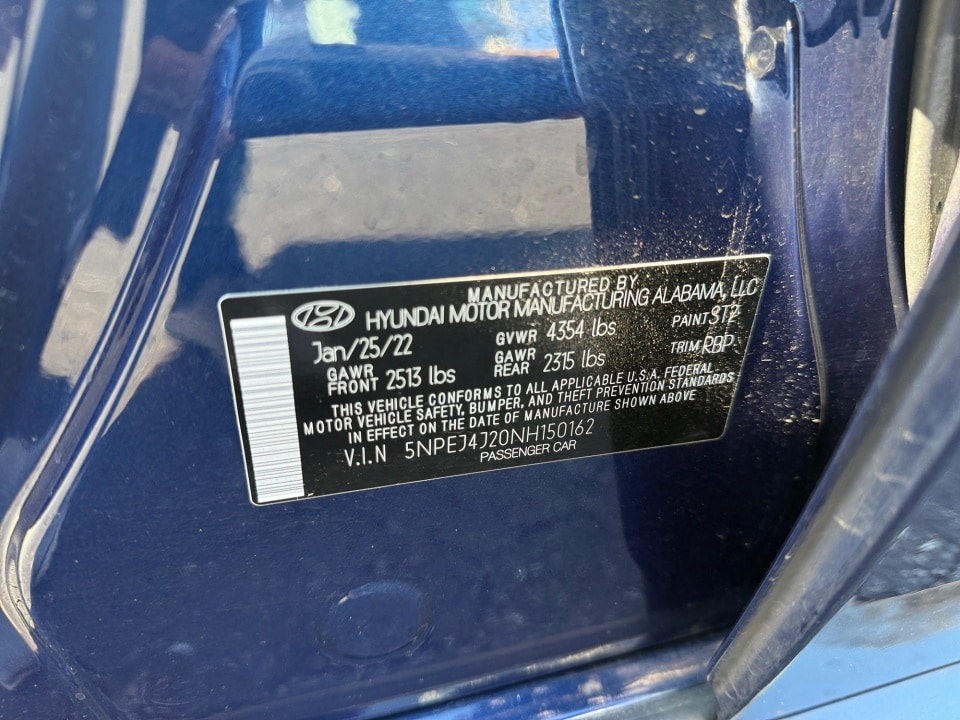 MANUFACTURED BY
HYUNDAI MOTOR MANUFACTURING ALABAMA, LLC
Jan/25/22 GVWR 4354 lbs PAINT ST2
GAWR FRONT 2513 lbs GAWR REAR 2315 lbs TRIM RBP
THIS VEHICLE CONFORMS TO ALL APPLICABLE U.S.A. FEDERAL
MOTOR VEHICLE SAFETY, BUMPER, AND THEFT PREVENTION STANDARDS
IN EFFECT ON THE DATE OF MANUFACTURE SHOWN ABOVE
V.I.N 5NPEJ4J20NH150162
PASSENGER CAR